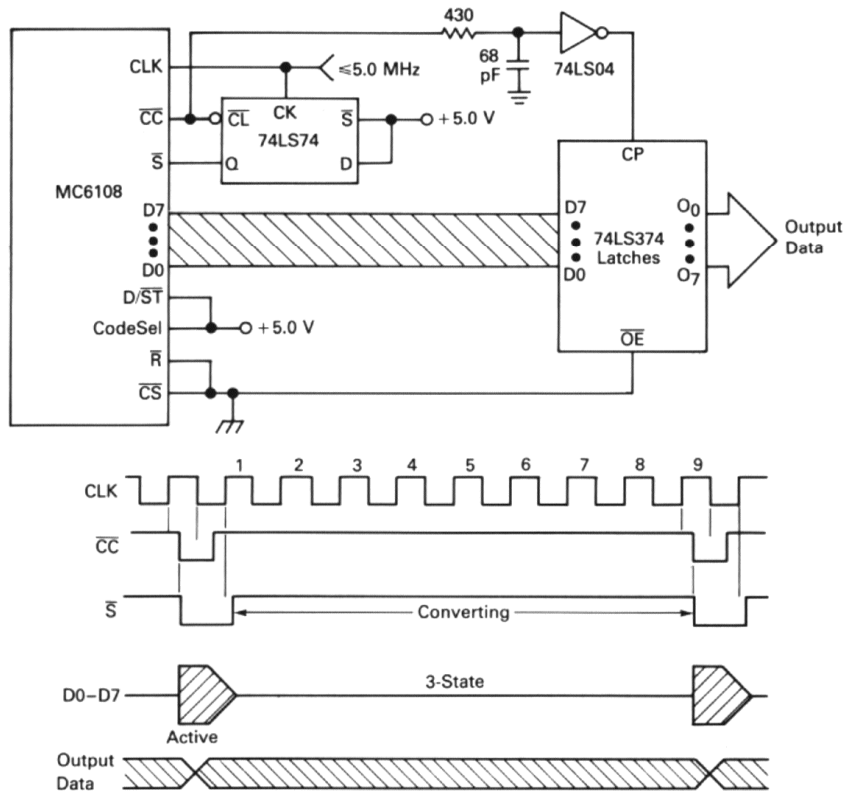 430
CLK
≤5.0 MHz
68
pF
74LS04
CC
CL
CK
S
+5.0 V
74LS74
S
Q
D
CP
MC6108
D7
D7
O0
D0
74LS374
Latches
D0
O7
Output
Data
D/ST
CodeSel
+5.0 V
OE
R
CS
1 2 3 4 5 6 7 8 9
CLK
CC
S
Converting
D0–D7
3-State
Active
Output
Data